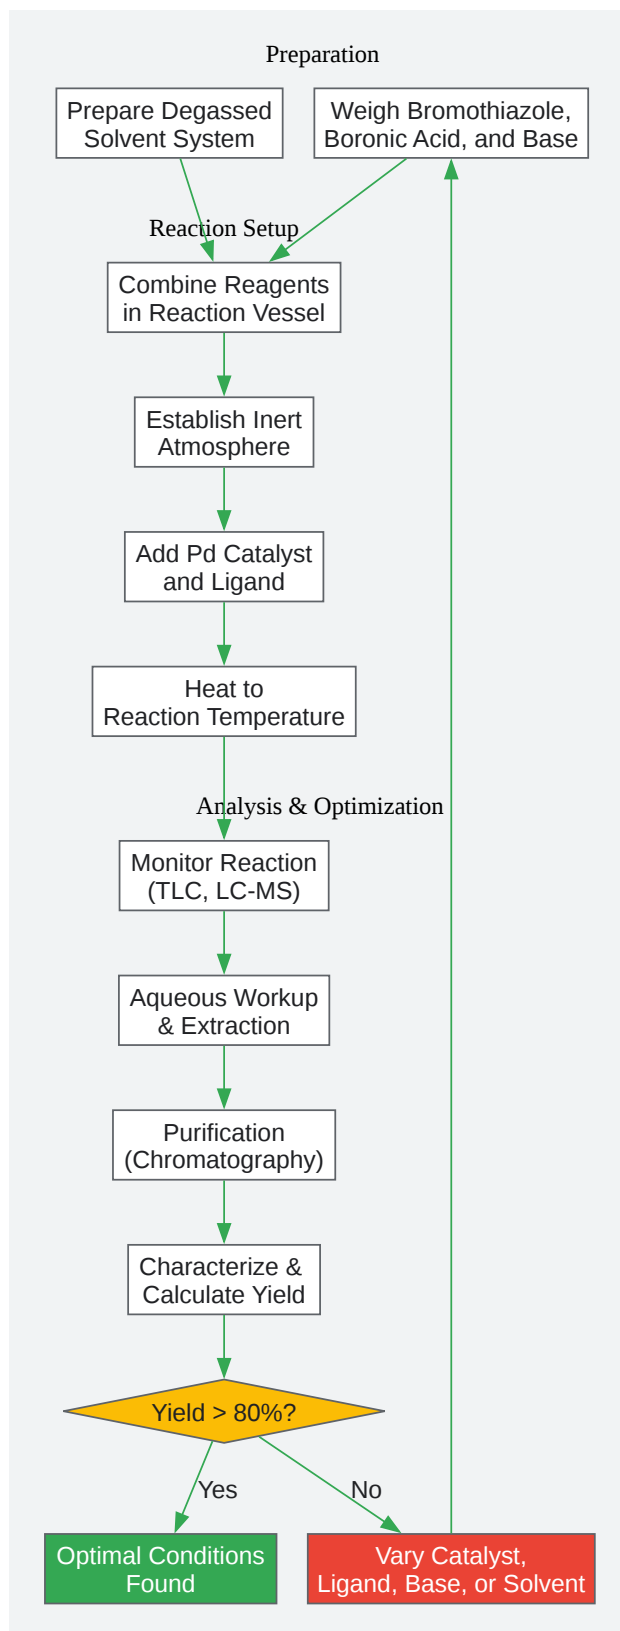 Preparation
Prepare Degassed
Solvent System
Weigh Bromothiazole,
Boronic Acid, and Base
Reaction Setup
Combine Reagents
in Reaction Vessel
Establish Inert
Atmosphere
Add Pd Catalyst
and Ligand
Heat to
Reaction Temperature
Analysis & Optimization
Monitor Reaction
(TLC, LC-MS)
Aqueous Workup
& Extraction
Purification
(Chromatography)
Characterize &
Calculate Yield
Yield > 80%?
Yes
No
Optimal Conditions
Found
Vary Catalyst,
Ligand, Base, or Solvent